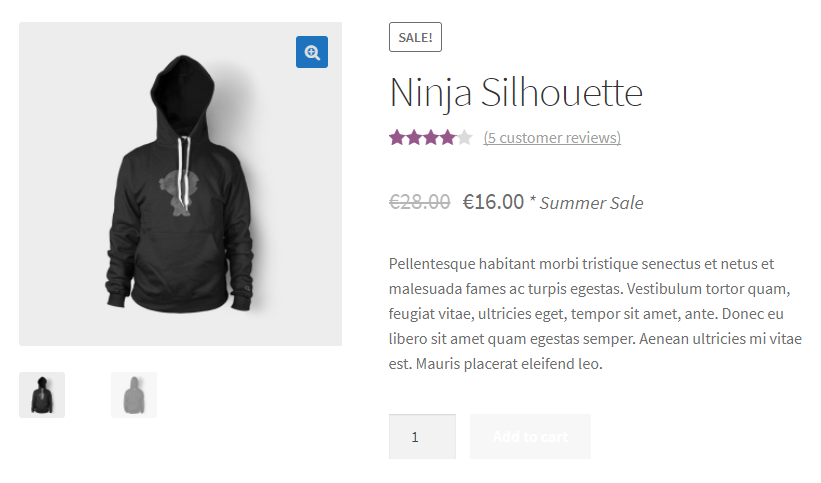 SALE!
Ninja Silhouette
(5 customer reviews)
€28.00 €16.00 * Summer Sale
Pellentesque habitant morbi tristique senectus et netus et
malesuada fames ac turpis egestas. Vestibulum tortor quam,
feugiat vitae, ultricies eget, tempor sit amet, ante. Donec eu
libero sit amet quam egestas semper. Aenean ultricies mi vitae
est. Mauris placerat eleifend leo.
1 Add to cart